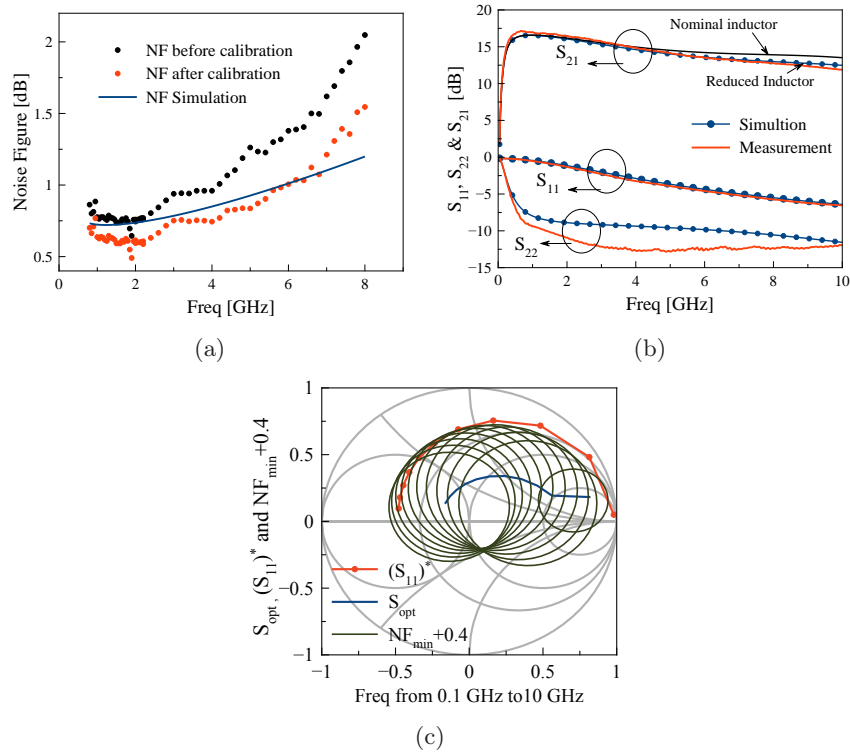 2
1.5
1
0.5
0
2
4
6
8
Noise Figure [dB]
Freq [GHz]
NF before calibration
NF after calibration
NF Simulation
(a)
20
15
10
5
0
−5
−10
−15
0
2
4
6
8
10
S11, S22 & S21 [dB]
Freq [GHz]
Nominal inductor
S21
Reduced Inductor
Simultion
Measurement
S11
S22
(b)
1
0.5
0
−0.5
−1
−1
−0.5
0
0.5
1
Sopt, (S11)* and NFmin+0.4
(S11)*
Sopt
NFmin+0.4
Freq from 0.1 GHz to10 GHz
(c)